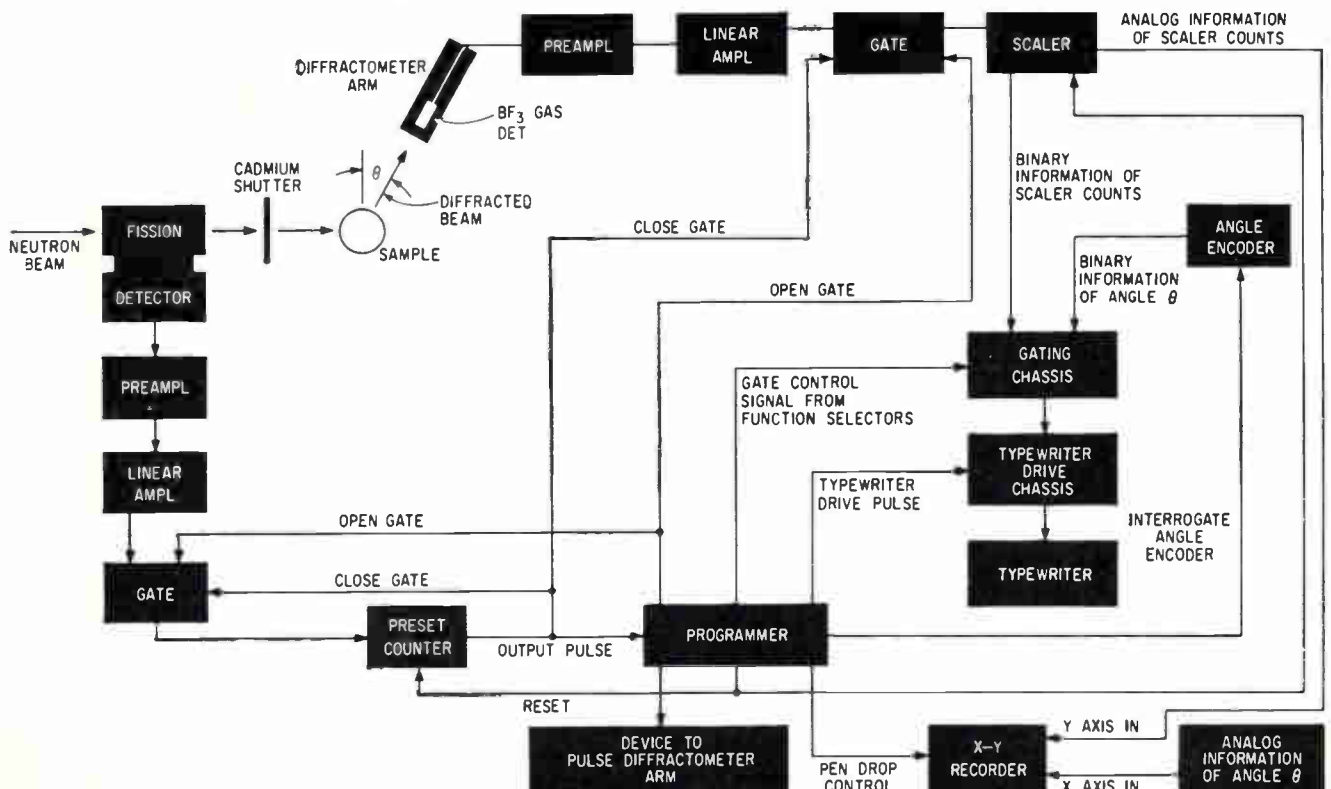 ANALOG INFORMATION
OF SCALER COUNTS
PREAMPL
LINEAR
AMPL
GATE
SCALER
DIFFRACTOMETER
ARM
BF3 GAS
DET
CADMIUM
SHUTTER
θ
DIFFRACTED
BEAM
BINARY
INFORMATION OF
SCALER COUNTS
NEUTRON
BEAM
FISSION
DETECTOR
SAMPLE
CLOSE GATE
ANGLE
ENCODER
BINARY
INFORMATION
OF ANGLE θ
OPEN GATE
GATING
CHASSIS
PREAMPL
GATE CONTROL
SIGNAL FROM
FUNCTION SELECTORS
LINEAR
AMPL
TYPEWRITER
DRIVE
CHASSIS
TYPEWRITER
DRIVE PULSE
OPEN GATE
INTERROGATE
ANGLE
ENCODER
GATE
CLOSE GATE
TYPEWRITER
PRESET
COUNTER
OUTPUT PULSE
PROGRAMMER
RESET
DEVICE TO
PULSE DIFFRACTOMETER
ARM
PEN DROP
CONTROL
X-Y
RECORDER
Y AXIS IN
X AXIS IN
ANALOG
INFORMATION
OF ANGLE θ